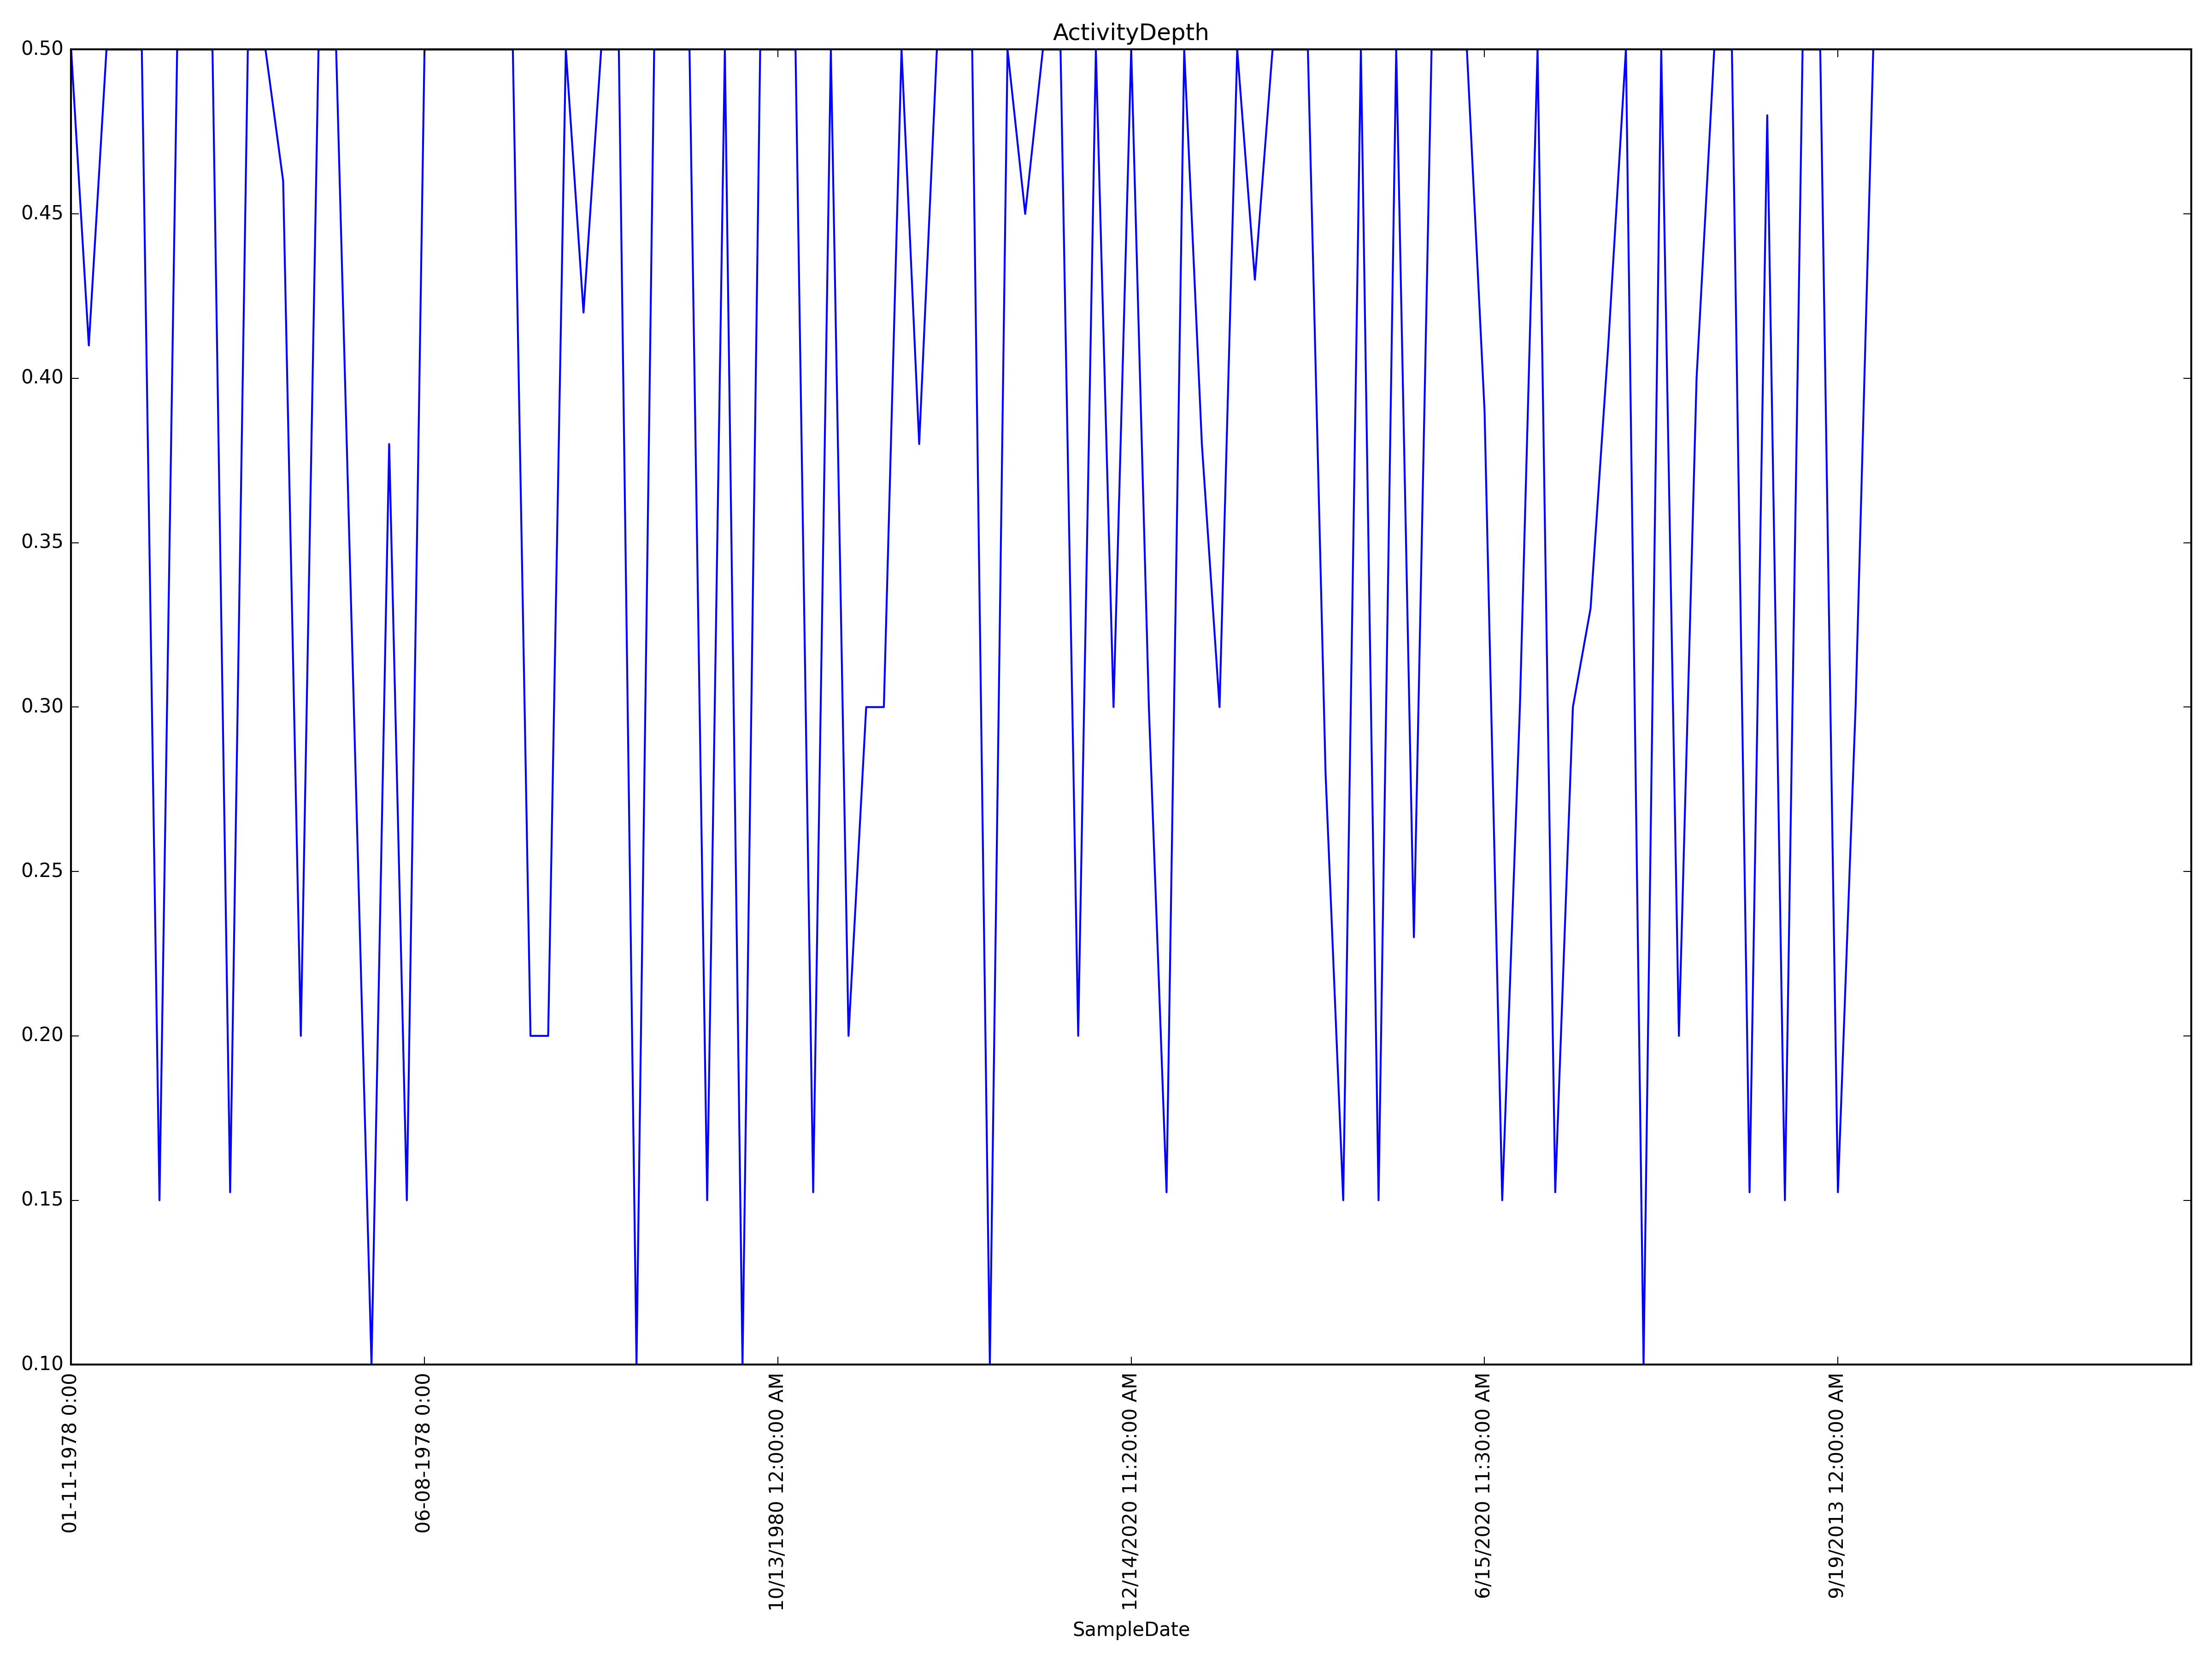 ActivityDepth
0.50
0.45
0.40
0.35
0.30
0.25
0.20
0.15
0.10
01-11-1978 0:00
06-08-1978 0:00
10/13/1980 12:00:00 AM
12/14/2020 11:20:00 AM
6/15/2020 11:30:00 AM
9/19/2013 12:00:00 AM
SampleDate